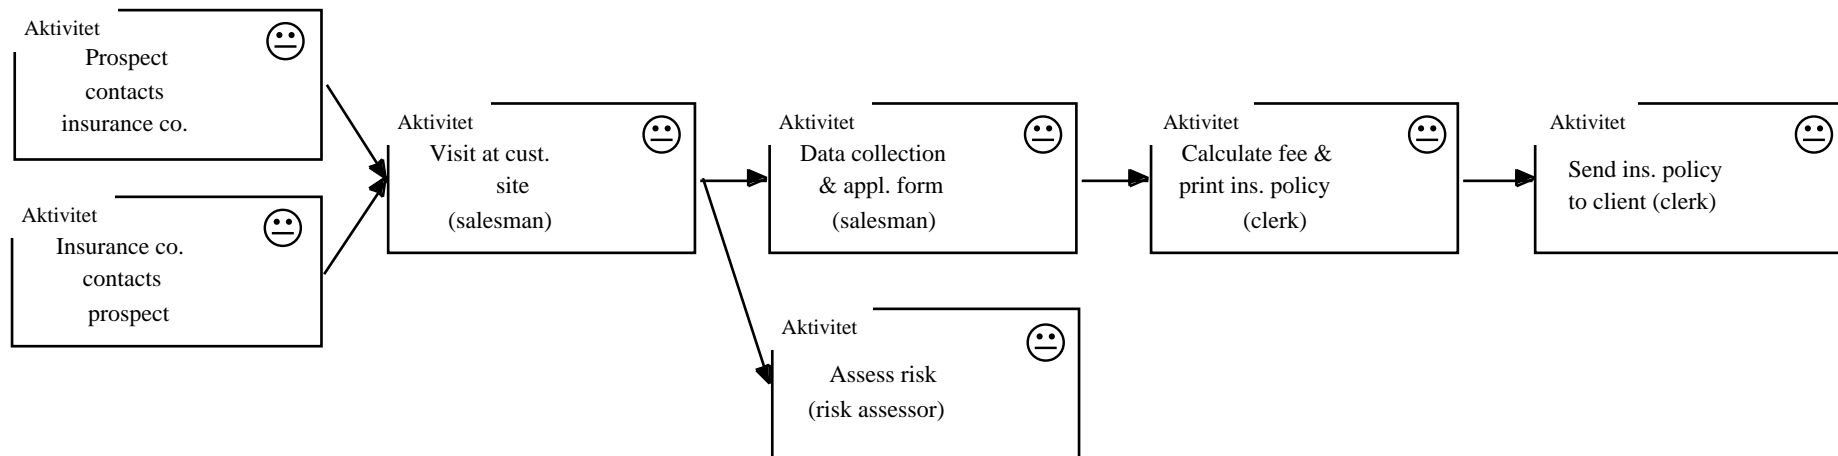 Aktivitet
Prospect
contacts
insurance co.
Aktivitet
Insurance co.
contacts
prospect
Aktivitet
Visit at cust.
site
(salesman)
Aktivitet
Data collection
& appl. form
(salesman)
Aktivitet
Assess risk
(risk assessor)
Aktivitet
Calculate fee &
print ins. policy
(clerk)
Aktivitet
Send ins. policy
to client (clerk)